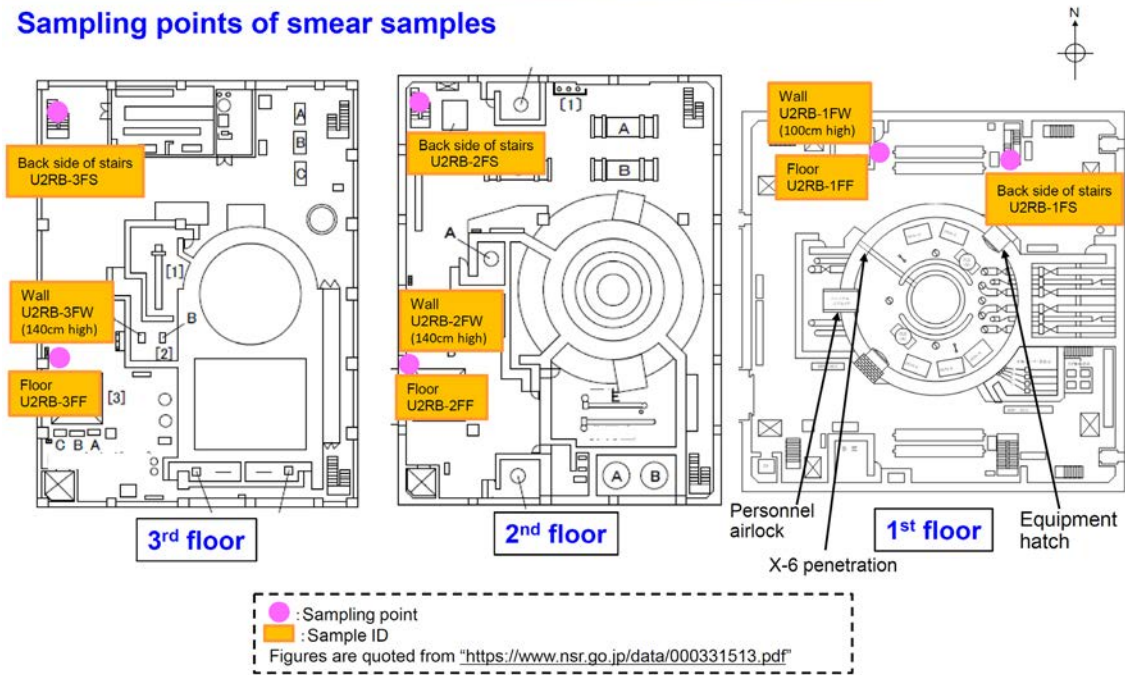 Sampling points of smear samples
N
Back side of stairs
U2RB-3FS
A
B
C
[1]
Wall
U2RB-3FW
(140cm high)
B
[2]
Floor
U2RB-3FF
[3]
C B A
3rd floor
[1]
Back side of stairs
U2RB-2FS
A
B
A
Wall
U2RB-2FW
(140cm high)
Floor
U2RB-2FF
E
A
B
2nd floor
Wall
U2RB-1FW
(100cm high)
Floor
U2RB-1FF
Back side of stairs
U2RB-1FS
Personnel
airlock
X-6 penetration
1st floor
Equipment
hatch
: Sampling point
: Sample ID
Figures are quoted from “https://www.nsr.go.jp/data/000331513.pdf”